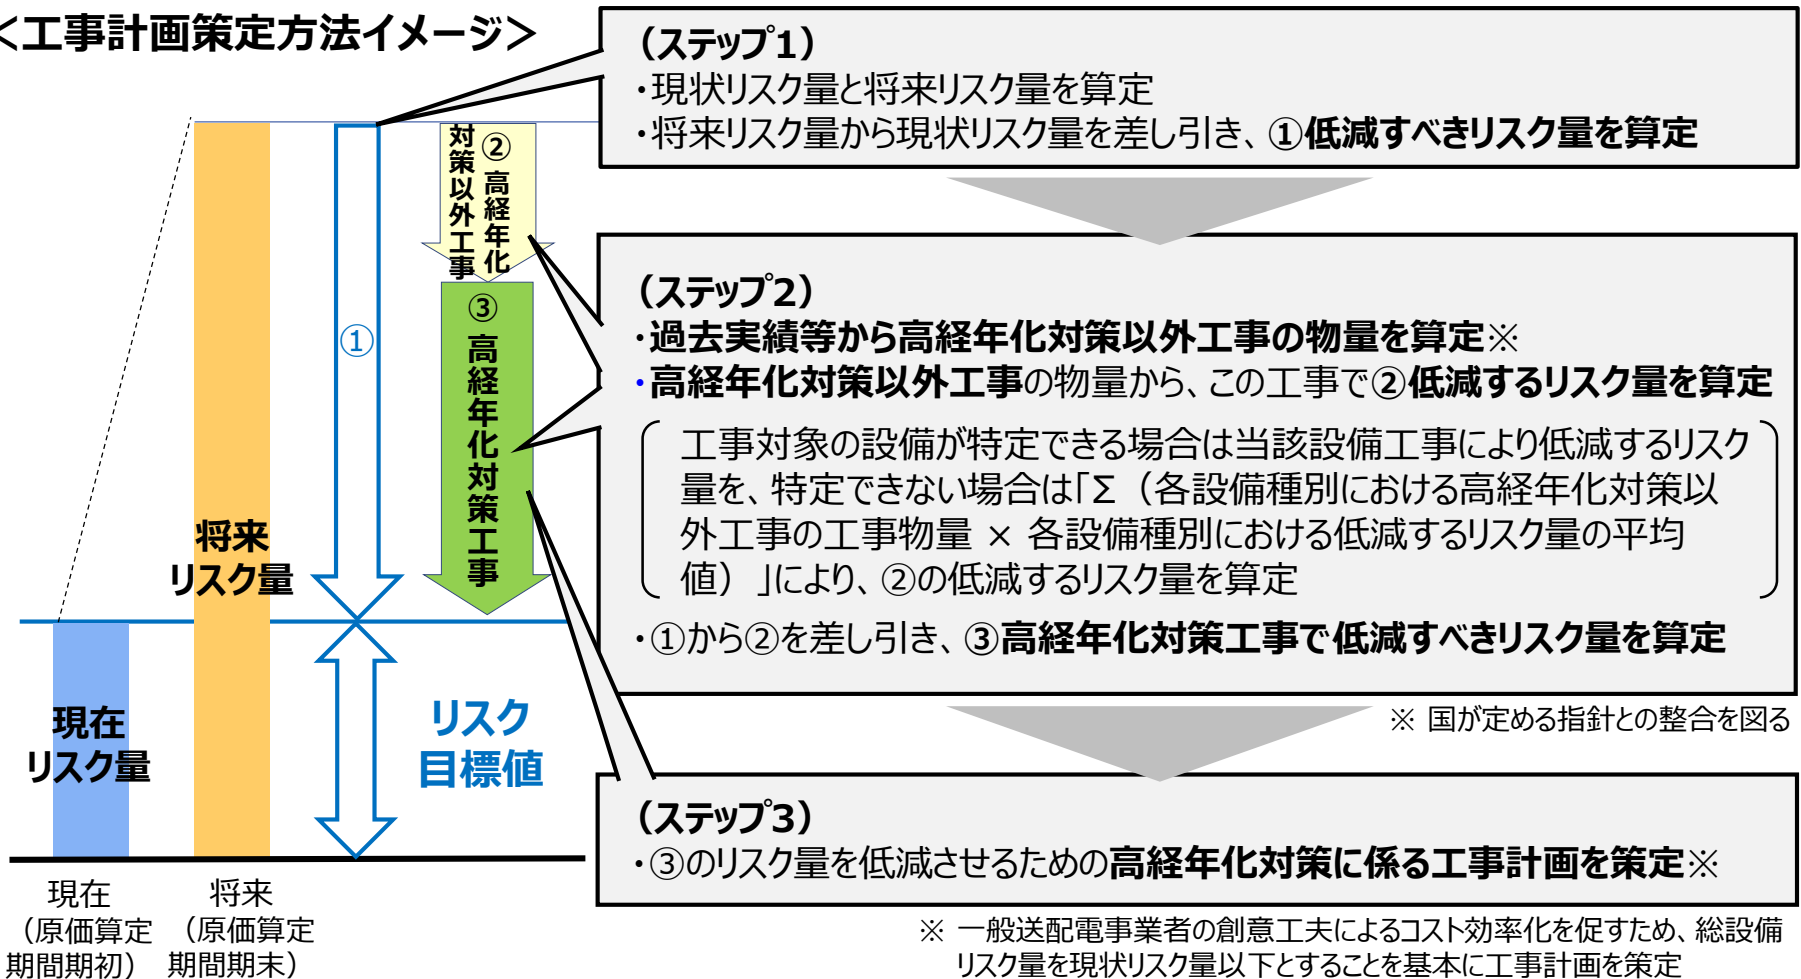 ＜工事計画策定方法イメージ＞
（ステップ1）
・現状リスク量と将来リスク量を算定
・将来リスク量から現状リスク量を差し引き、①低減すべきリスク量を算定
②高経年化
対策以外工事
①
③高経年化対策工事
将来
リスク量
現在
リスク量
リスク
目標値
現在
（原価算定
期間期初）
将来
（原価算定
期間期末）
（ステップ2）
・過去実績等から高経年化対策以外工事の物量を算定※
・高経年化対策以外工事の物量から、この工事で②低減するリスク量を算定
工事対象の設備が特定できる場合は当該設備工事により低減するリスク
量を、特定できない場合は「Σ（各設備種別における高経年化対策以
外工事の工事物量 × 各設備種別における低減するリスク量の平均
値）」により、②の低減するリスク量を算定
・①から②を差し引き、③高経年化対策工事で低減すべきリスク量を算定
※ 国が定める指針との整合を図る
（ステップ3）
・③のリスク量を低減させるための高経年化対策に係る工事計画を策定※
※ 一般送配電事業者の創意工夫によるコスト効率化を促すため、総設備
リスク量を現状リスク量以下とすることを基本に工事計画を策定